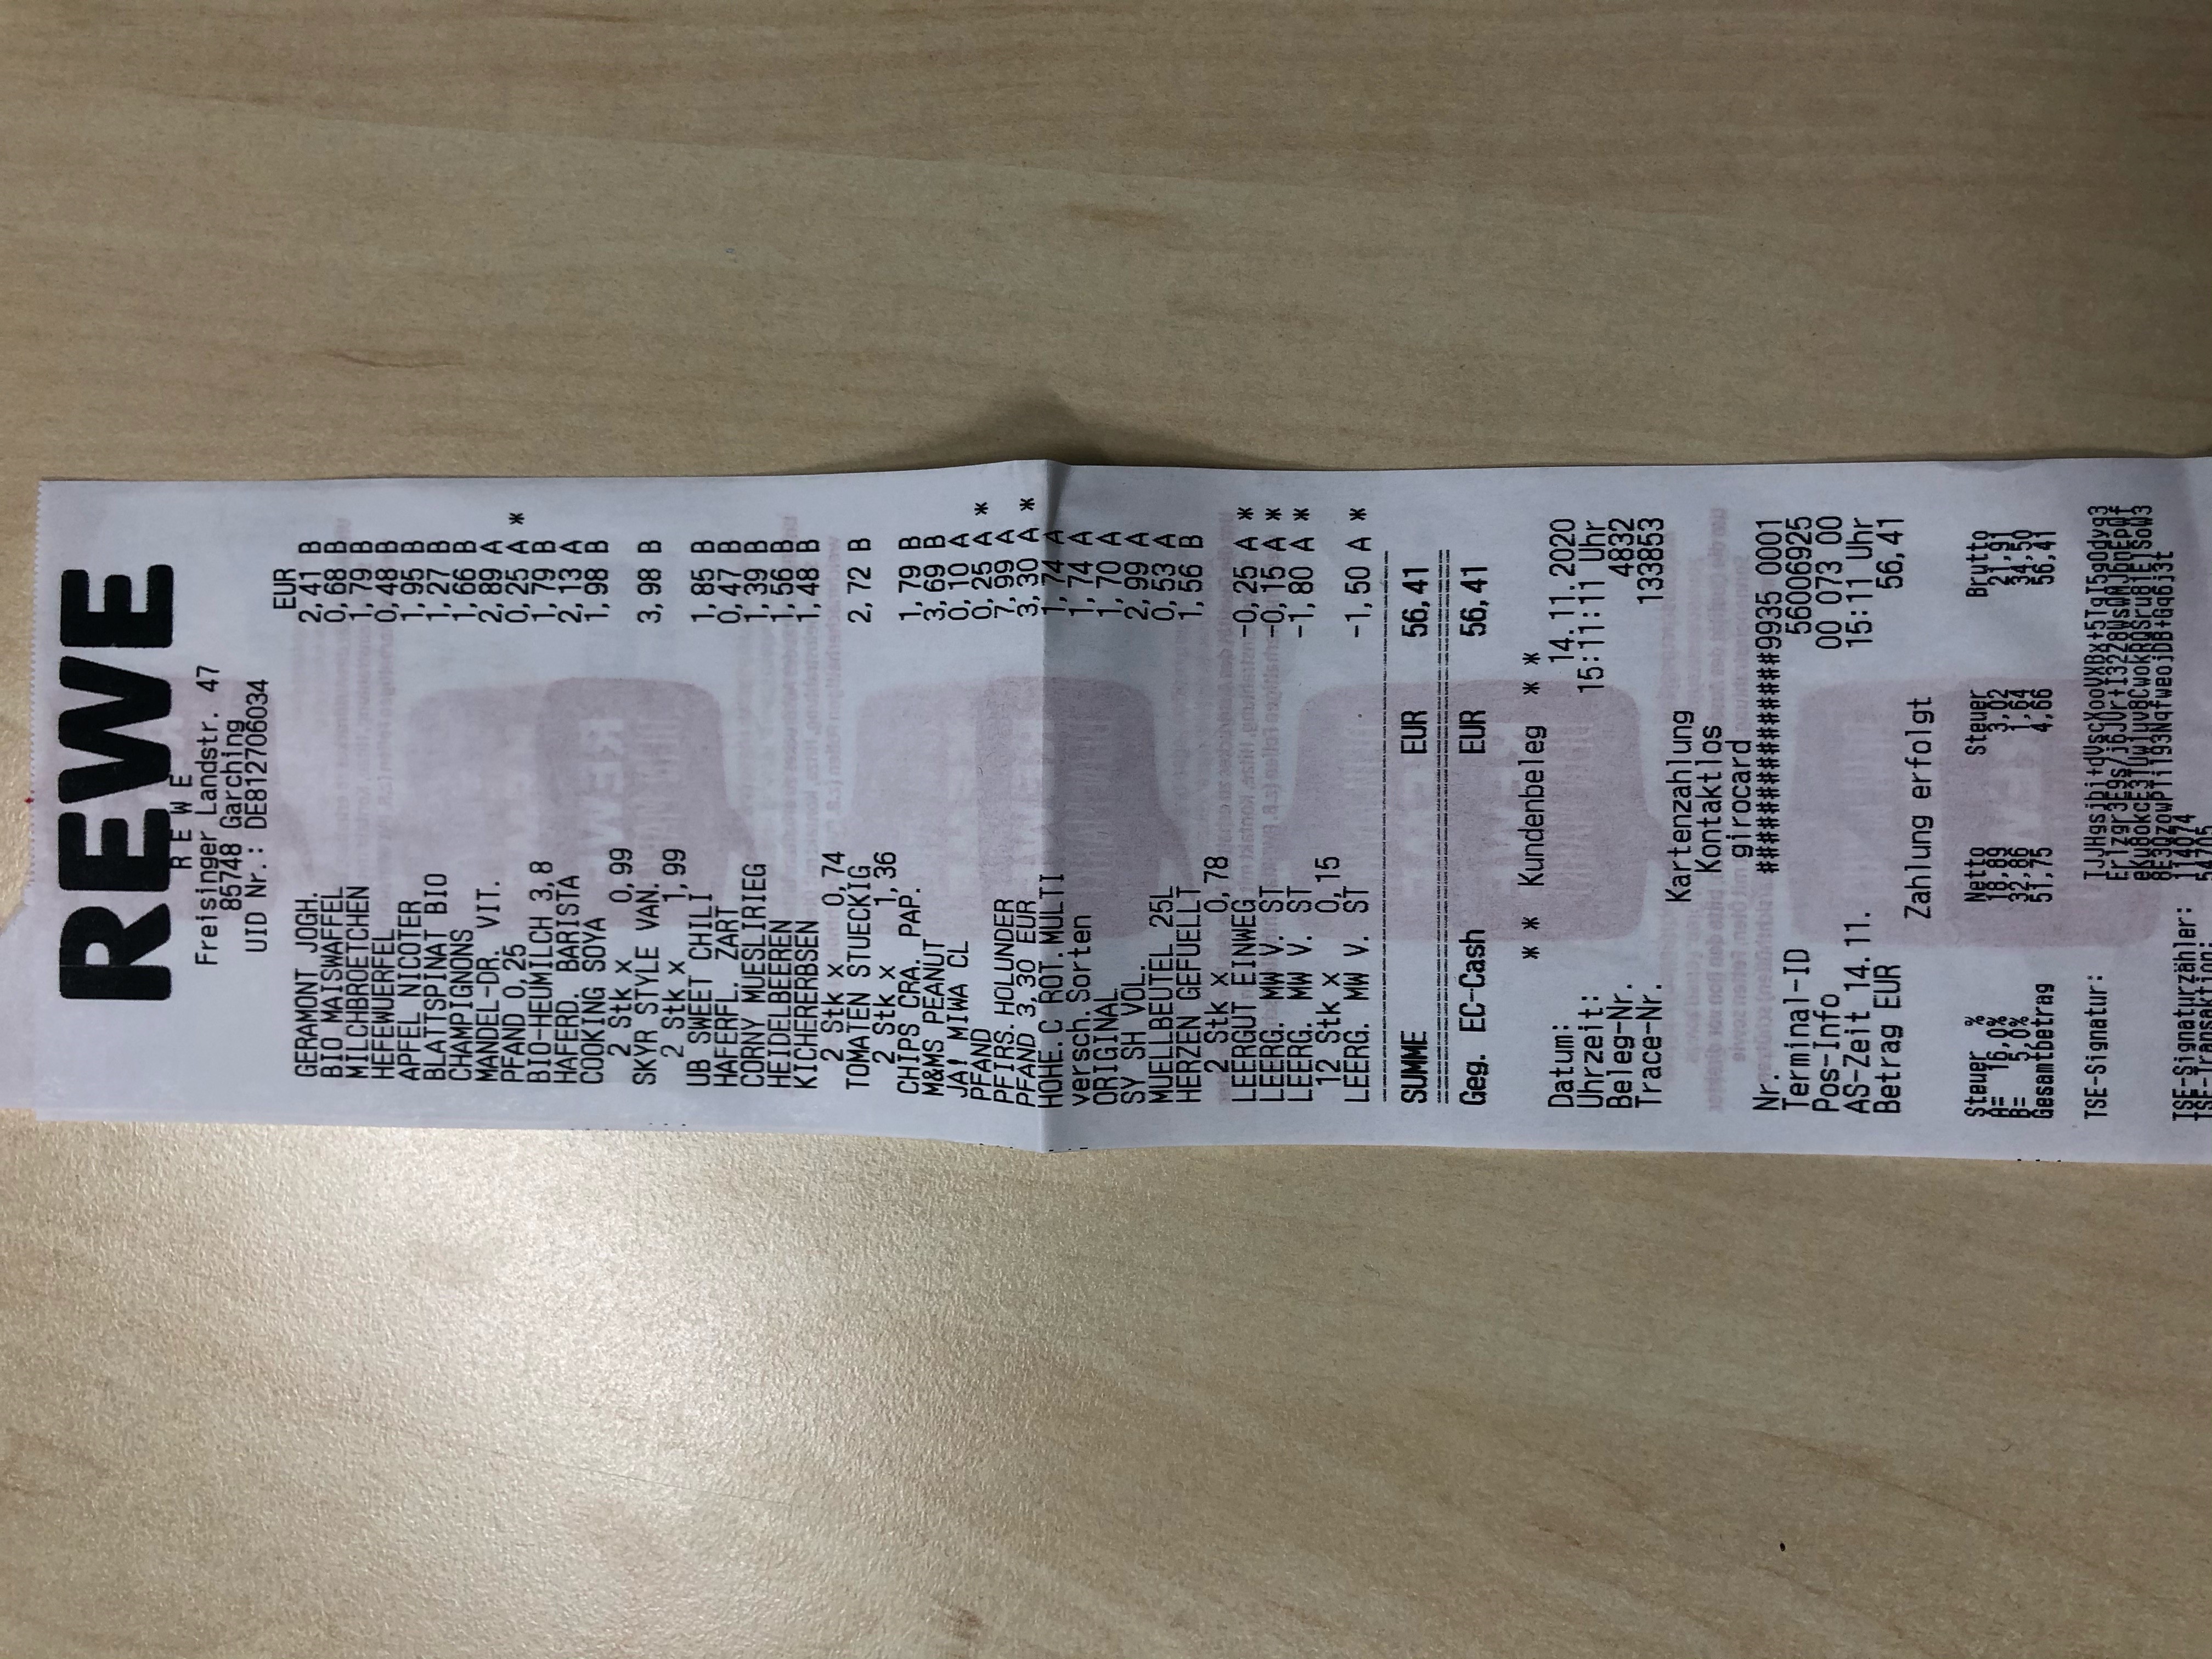 REWE
R E W E
Freisinger Landstr. 47
85748 Garching
UID Nr.: DE812706034
EUR
GERAMONT JOGH. 2,41 B
BIO MAISWAFFEL 0,68 B
MILCHBROETCHEN 1,79 B
HEFEWUERFEL 0,48 B
APFEL NICOTER 1,95 B
BLATTSPINAT BIO 1,27 B
CHAMPIGNONS 1,66 B
MANDEL-DR. VIT. 2,89 A
PFAND 0,25 0,25 A *
BIO-HEUMILCH 3,8 1,79 B
HAFERD. BARISTA 2,13 A
COOKING SOYA 1,98 B
2 Stk x 0,99
SKYR STYLE VAN. 3,98 B
2 Stk x 1,99
UB SWEET CHILI 1,85 B
HAFERFL. ZART 0,47 B
CORNY MUESLIRIEG 1,39 B
HEIDELBEEREN 1,56 B
KICHERERBSEN 1,48 B
2 Stk x 0,74
TOMATEN STUECKIG 2,72 B
2 Stk x 1,36
CHIPS CRA. PAP. 1,79 B
M&MS PEANUT 3,69 B
JA! MIWA CL 0,10 A
PFAND 0,25 A *
PFIRS.HOLUNDER 7,99 A
PFAND 3,30 EUR 3,30 A *
HOHE.C ROT.MULTI 1,74 A
versch.Sorten 1,74 A
ORIGINAL 1,70 A
SY SH VOL. 2,99 A
MUELLBEUTEL 25L 0,53 A
HERZEN GEFUELLT 1,56 B
2 Stk x 0,78
LEERGUT EINWEG -0,25 A *
LEERG. MW V. ST -0,15 A *
LEERG. MW V. ST -1,80 A *
12 Stk x 0,15
LEERG. MW V. ST -1,50 A *
SUMME EUR 56,41
Geg. EC-Cash EUR 56,41
* * Kundenbeleg * *
Datum: 14.11.2020
Uhrzeit: 15:11:11 Uhr
Beleg-Nr. 4832
Trace-Nr. 133853
Kartenzahlung
Kontaktlos
girocard
Nr. ###############9935 0001
Terminal-ID 56006925
Pos-Info 00 073 00
AS-Zeit 14.11. 15:11 Uhr
Betrag EUR 56,41
Zahlung erfolgt
Steuer % Netto Steuer Brutto
A= 16,0% 18,89 3,02 21,91
B= 5,0% 32,86 1,64 34,50
Gesamtbetrag 51,75 4,66 56,41
TSE-Signatur:
TSE-Signaturzähler: 114074
TSE-Transaktion: 54705